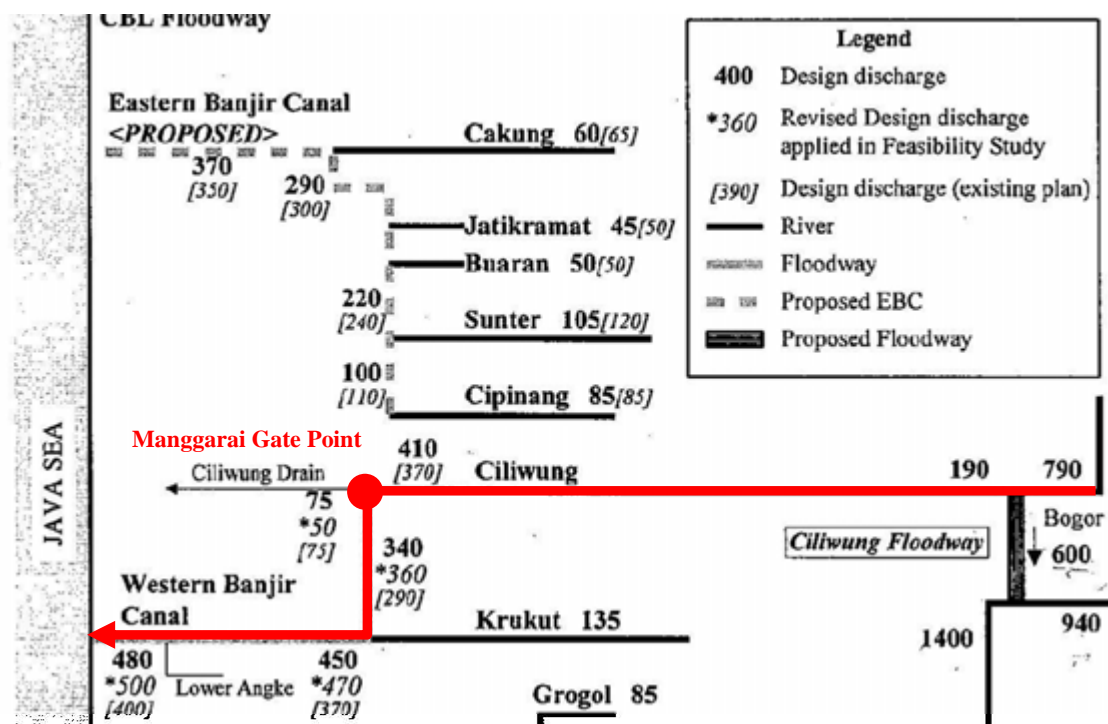 CBL Floodway
Legend
400 Design discharge
*360 Revised Design discharge
applied in Feasibility Study
[390] Design discharge (existing plan)
River
Floodway
Proposed EBC
Proposed Floodway
Eastern Banjir Canal
<PROPOSED>
Cakung 60[65]
370
[350]
290
[300]
Jatikramat 45[50]
Buaran 50[50]
220
[240]
Sunter 105[120]
100
[110]
Cipinang 85[85]
JAVA SEA
Manggarai Gate Point
410
[370]
Ciliwung Drain
Ciliwung
190
790
75
*50
[75]
Ciliwung Floodway
Bogor
600
340
*360
[290]
Western Banjir
Canal
Krukut 135
1400
940
480
*500
[400]
Lower Angke
450
*470
[370]
Grogol 85